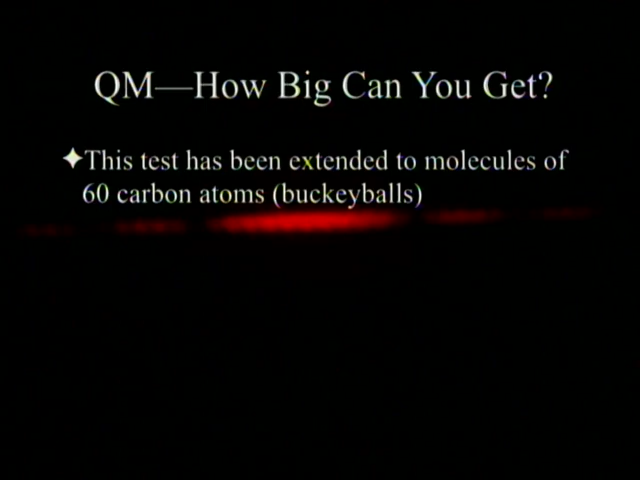 QM—How Big Can You Get?
✦This test has been extended to molecules of
60 carbon atoms (buckeyballs)